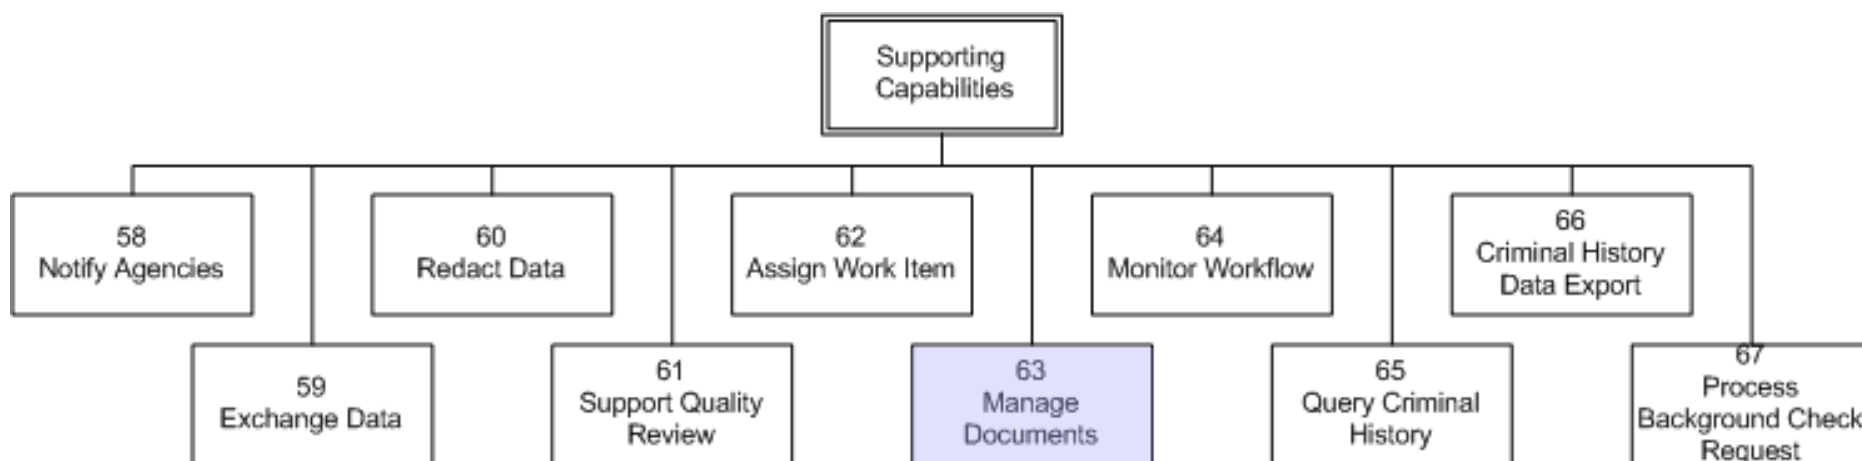 Supporting
Capabilities
58
Notify Agencies
60
Redact Data
62
Assign Work Item
64
Monitor Workflow
66
Criminal History
Data Export
59
Exchange Data
61
Support Quality
Review
63
Manage
Documents
65
Query Criminal
History
67
Process
Background Check
Request